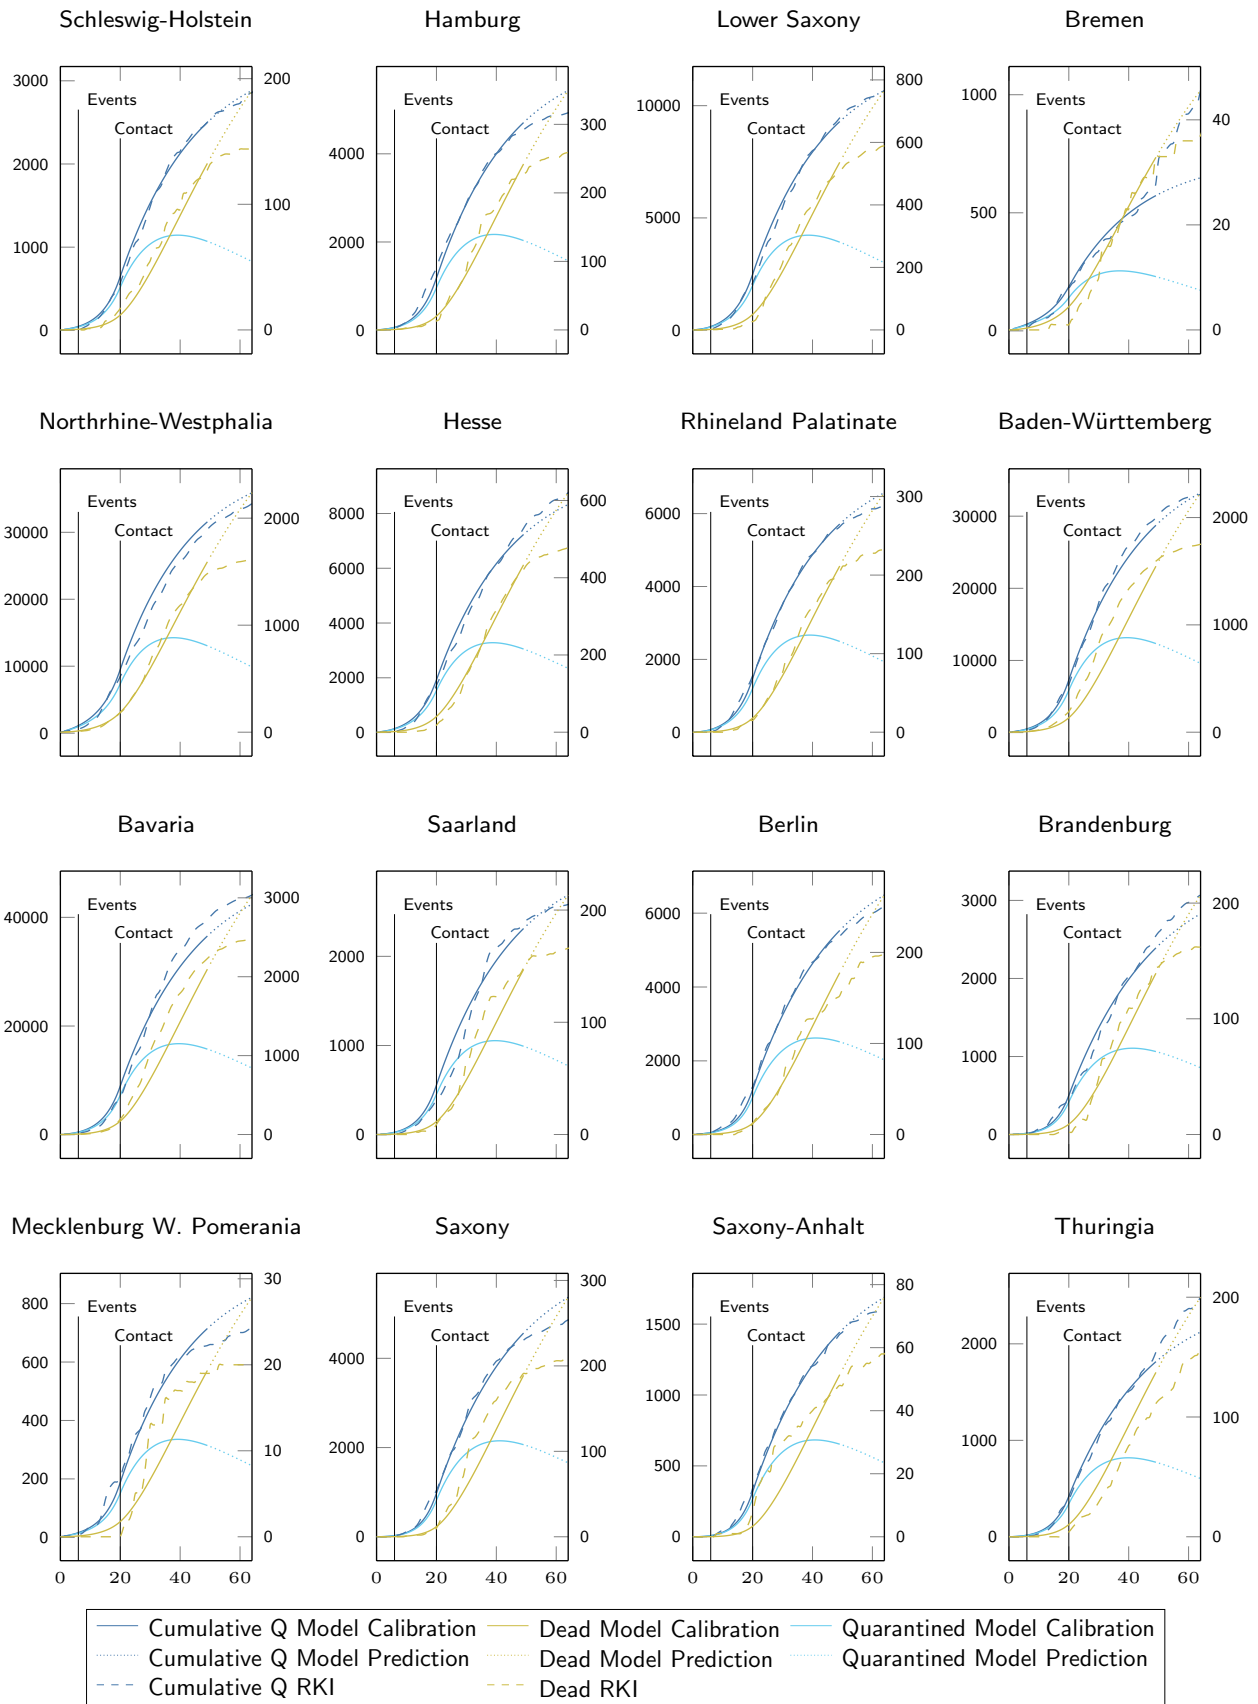 Schleswig-Holstein Hamburg Lower Saxony Bremen
Events Contact 0 1000 2000 3000 0 100 200
Events Contact 0 2000 4000 0 100 200 300
Events Contact 0 5000 10000 0 200 400 600 800
Events Contact 0 500 1000 0 20 40
Northrhine-Westphalia Hesse Rhineland Palatinate Baden-Württemberg
Events Contact 0 10000 20000 30000 0 1000 2000
Events Contact 0 2000 4000 6000 8000 0 200 400 600
Events Contact 0 2000 4000 6000 0 100 200 300
Events Contact 0 10000 20000 30000 0 1000 2000
Bavaria Saarland Berlin Brandenburg
Events Contact 0 20000 40000 0 1000 2000 3000
Events Contact 0 1000 2000 0 100 200
Events Contact 0 2000 4000 6000 0 100 200
Events Contact 0 1000 2000 3000 0 100 200
Mecklenburg W. Pomerania Saxony Saxony-Anhalt Thuringia
Events Contact 0 200 400 600 800 0 10 20 30
Events Contact 0 2000 4000 0 100 200 300
Events Contact 0 500 1000 1500 0 20 40 60 80
Events Contact 0 1000 2000 0 100 200
0 20 40 60 0 20 40 60 0 20 40 60 0 20 40 60
Cumulative Q Model Calibration Dead Model Calibration Quarantined Model Calibration
Cumulative Q Model Prediction Dead Model Prediction Quarantined Model Prediction
Cumulative Q RKI Dead RKI